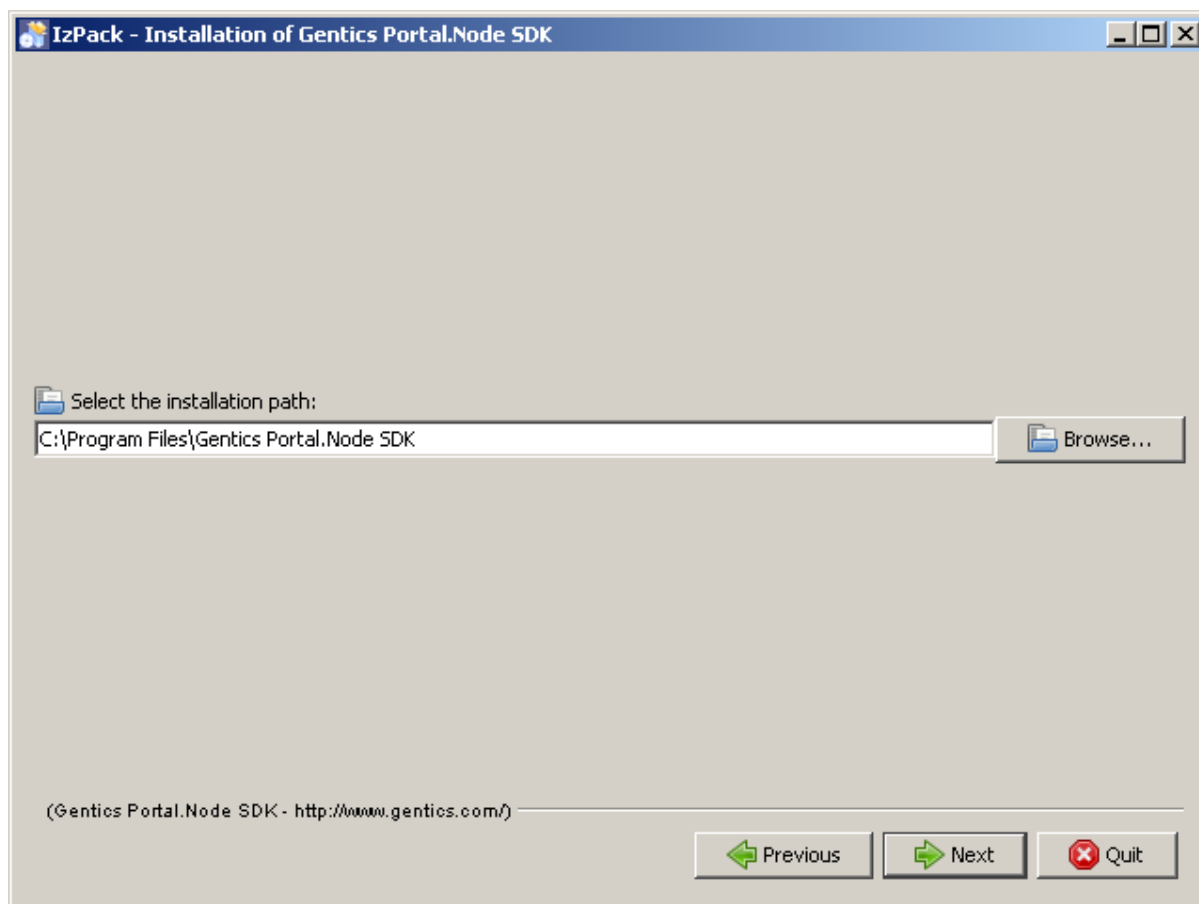 IzPack - Installation of Gentics Portal.Node SDK
Select the installation path:
C:\Program Files\Gentics Portal.Node SDK
Browse...
(Gentics Portal.Node SDK - http://www.gentics.com/)
Previous
Next
Quit